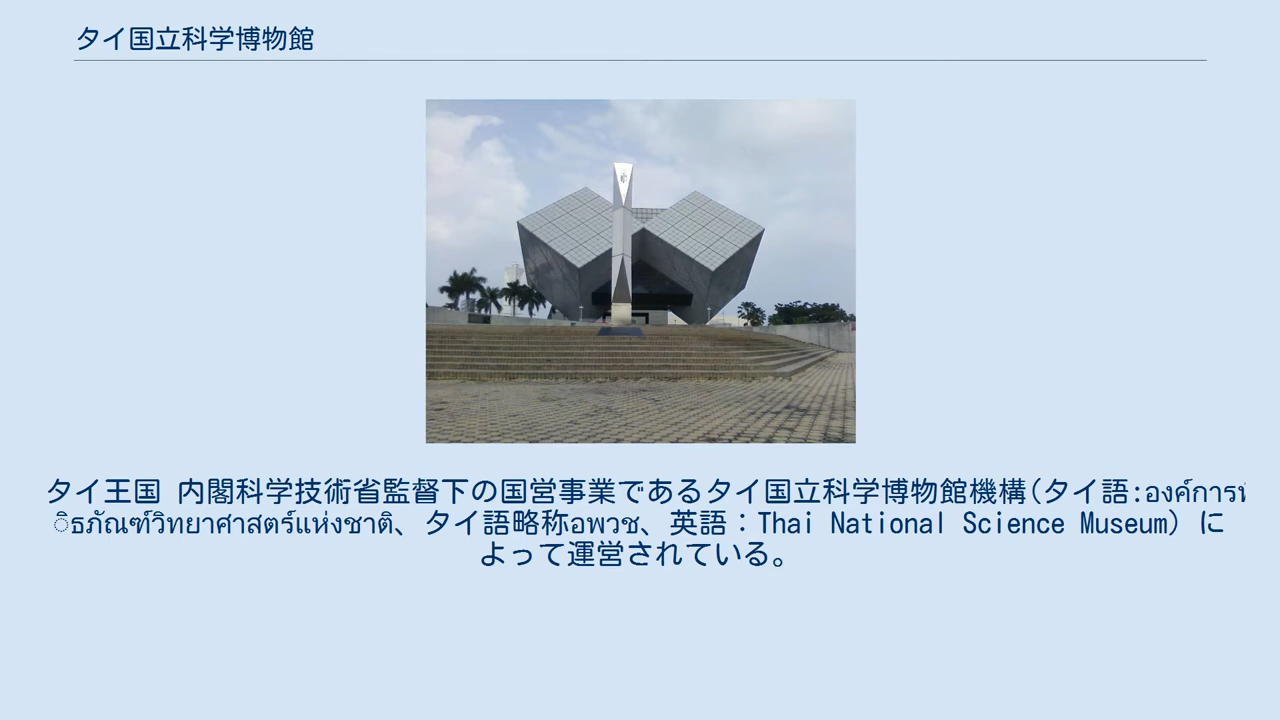 タイ国立科学博物館
タイ王国 内閣科学技術省監督下の国営事業であるタイ国立科学博物館機構(タイ語:องค์การพ
ิธภัณฑ์วิทยาศาสตร์แห่งชาติ、タイ語略称อพวช、英語：Thai National Science Museum) に
よって運営されている。